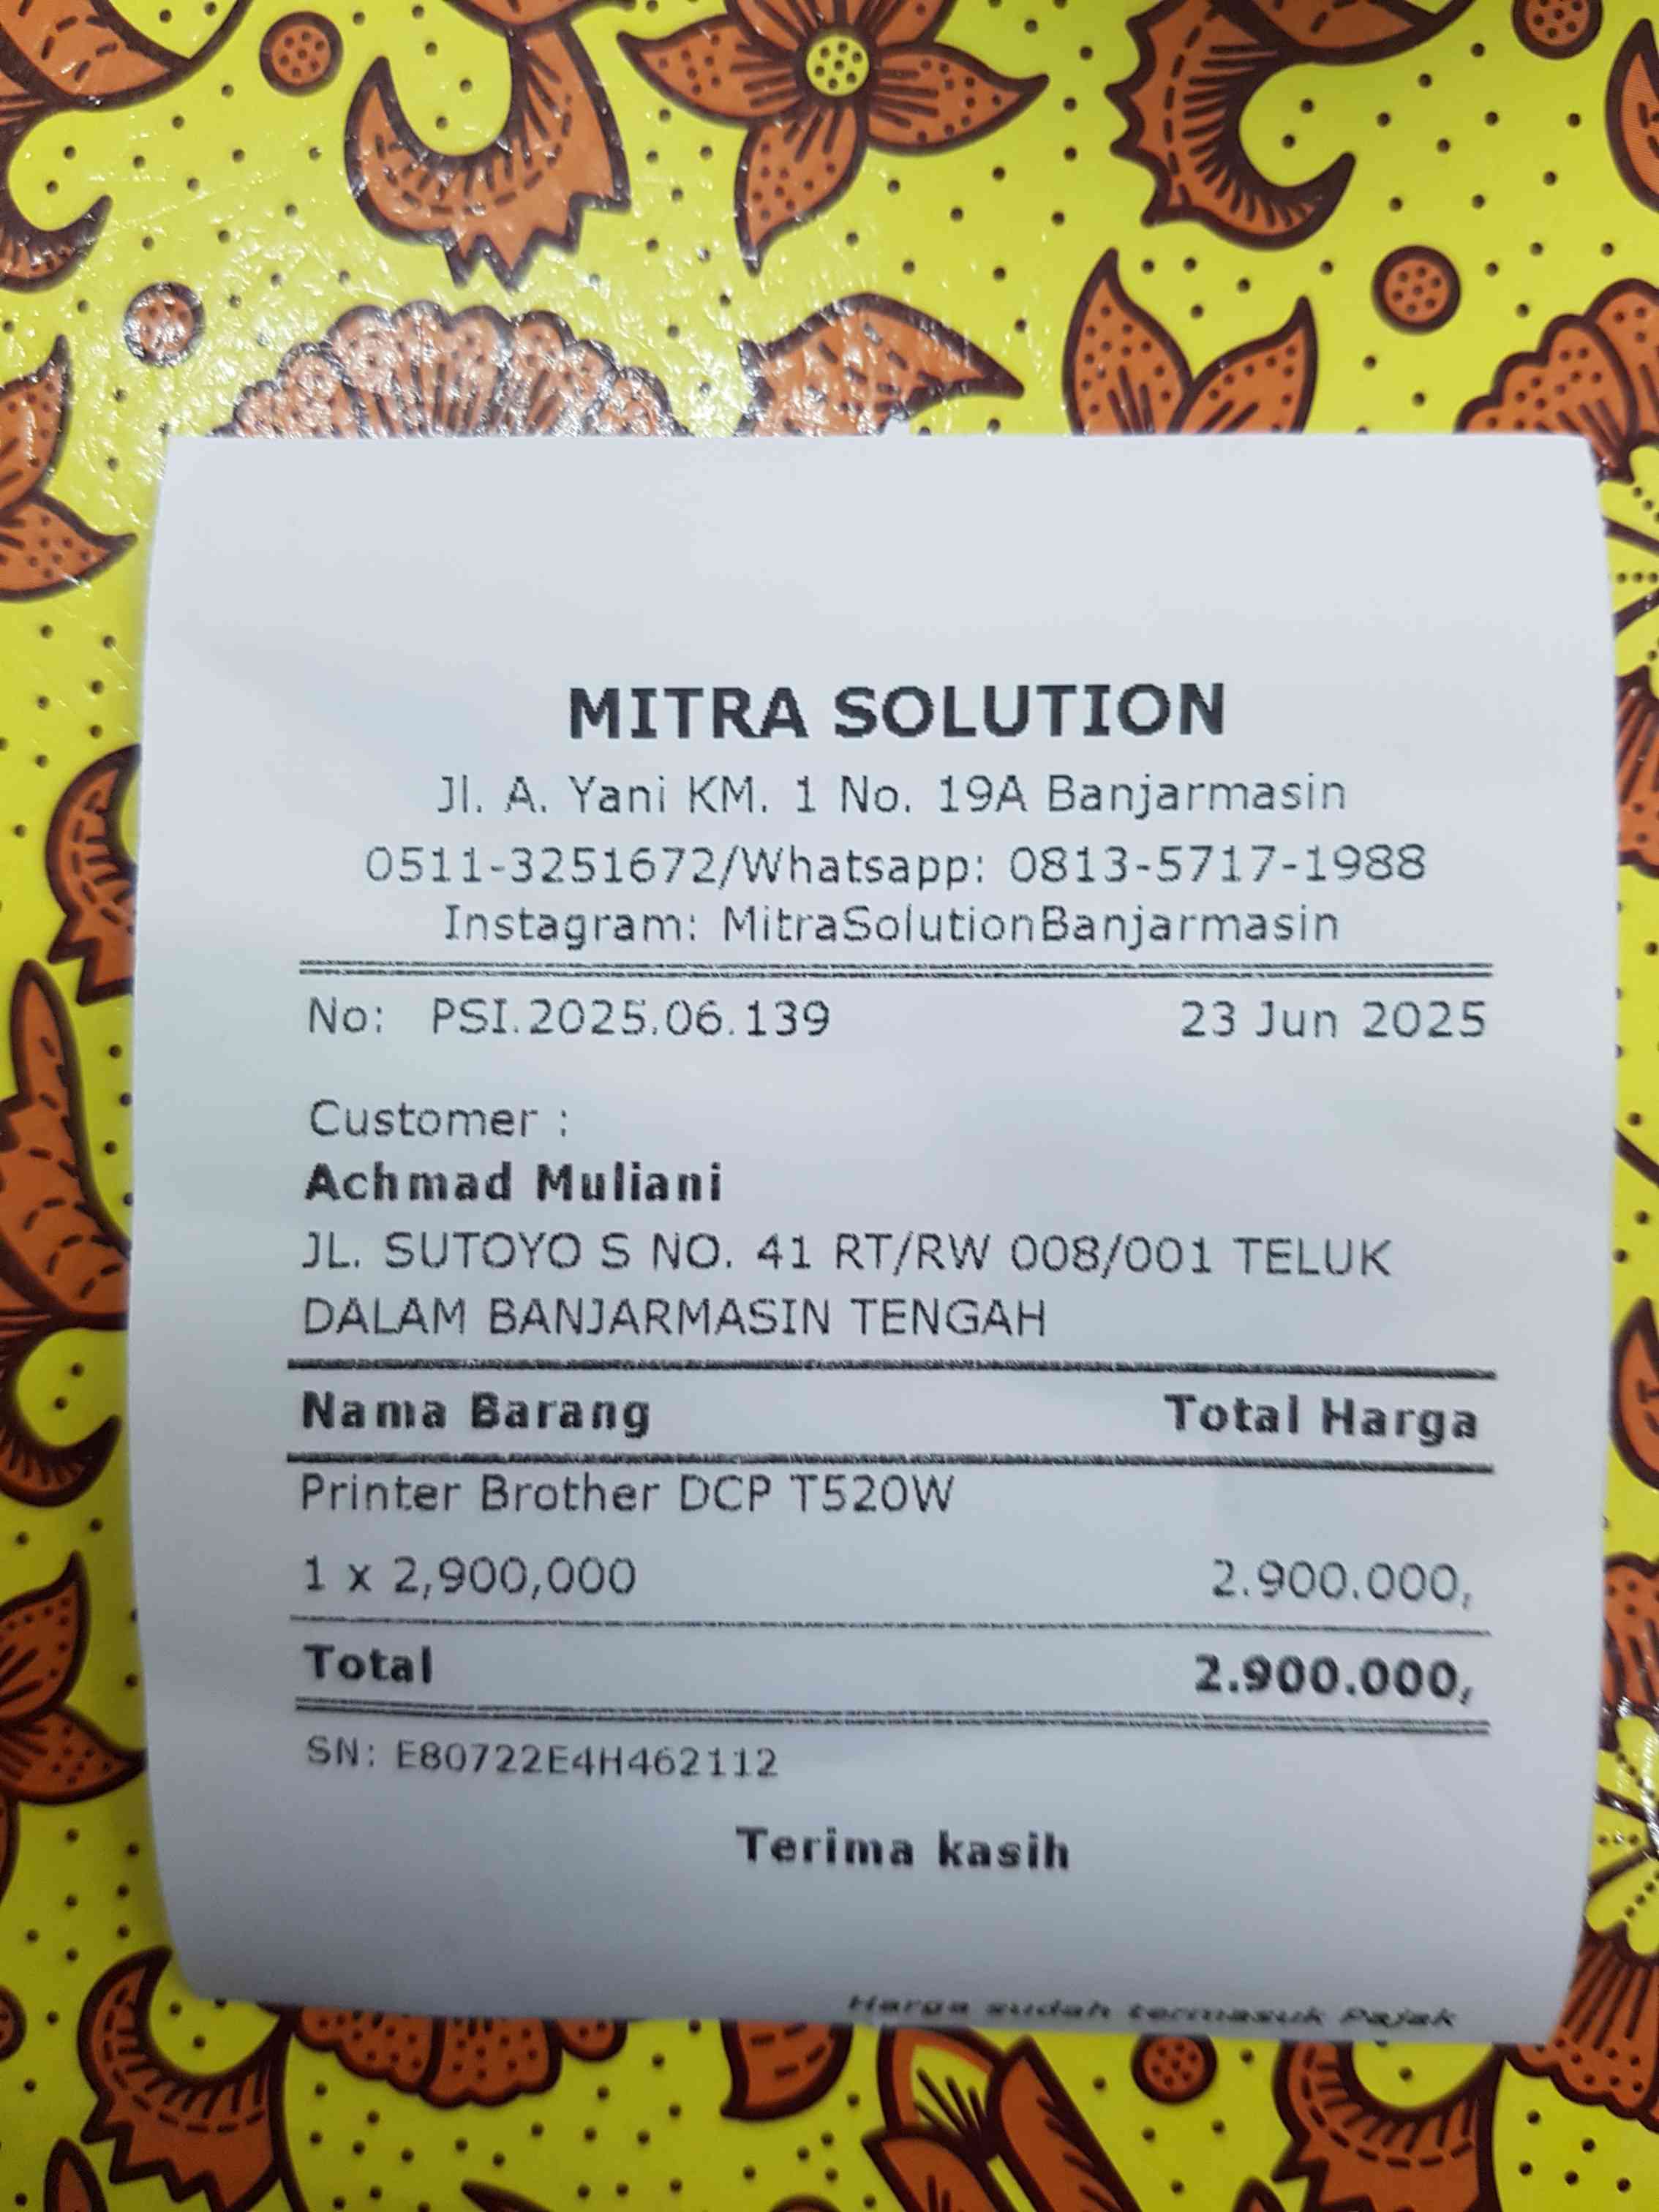 MITRA SOLUTION
Jl. A. Yani KM. 1 No. 19A Banjarmasin
0511-3251672/Whatsapp: 0813-5717-1988
Instagram: MitraSolutionBanjarmasin
No: PSI.2025.06.139 23 Jun 2025
Customer :
Achmad Muliani
JL. SUTOYO S NO. 41 RT/RW 008/001 TELUK
DALAM BANJARMASIN TENGAH
Nama Barang Total Harga
Printer Brother DCP T520W
1 x 2,900,000 2.900.000,
Total 2.900.000,
SN: E80722E4H462112
Terima kasih
Harga sudah termasuk Pajak